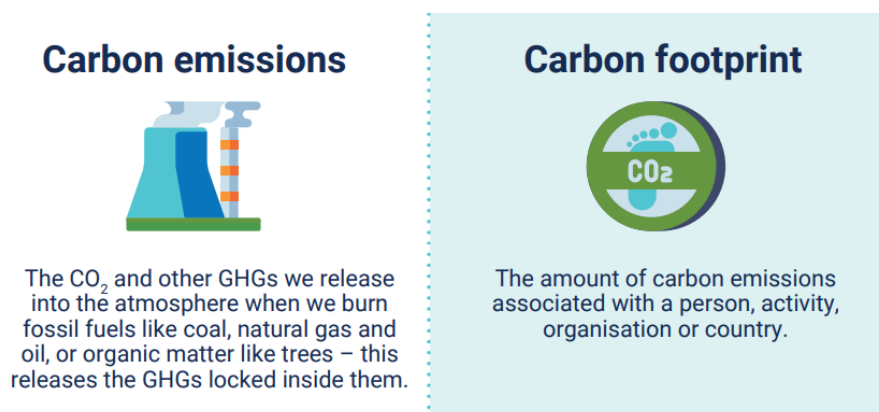 Carbon emissions
The CO₂ and other GHGs we release
into the atmosphere when we burn
fossil fuels like coal, natural gas and
oil, or organic matter like trees – this
releases the GHGs locked inside them.
Carbon footprint
CO₂
The amount of carbon emissions
associated with a person, activity,
organisation or country.